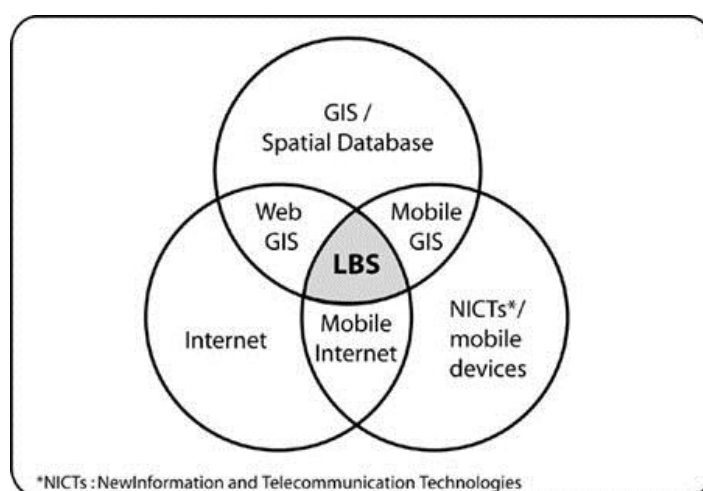 GIS /
Spatial Database
Web
GIS
Mobile
GIS
LBS
Internet
Mobile
Internet
NICTs*/
mobile
devices
*NICTs : NewInformation and Telecommunication Technologies